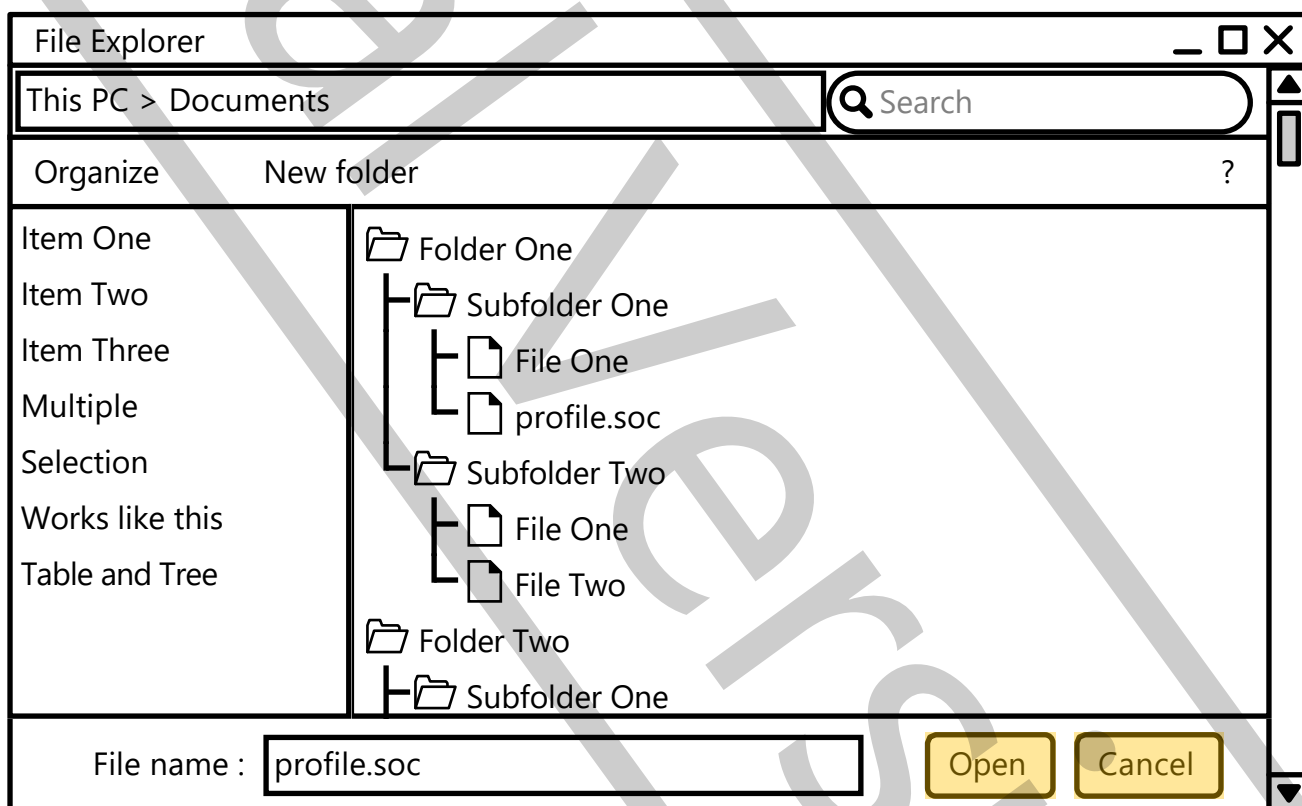 File Explorer
This PC > Documents
Search
Organize New folder ?
Item One
Item Two
Item Three
Multiple
Selection
Works like this
Table and Tree
Folder One
Subfolder One
File One
profile.soc
Subfolder Two
File One
File Two
Folder Two
Subfolder One
File name : profile.soc
Open Cancel